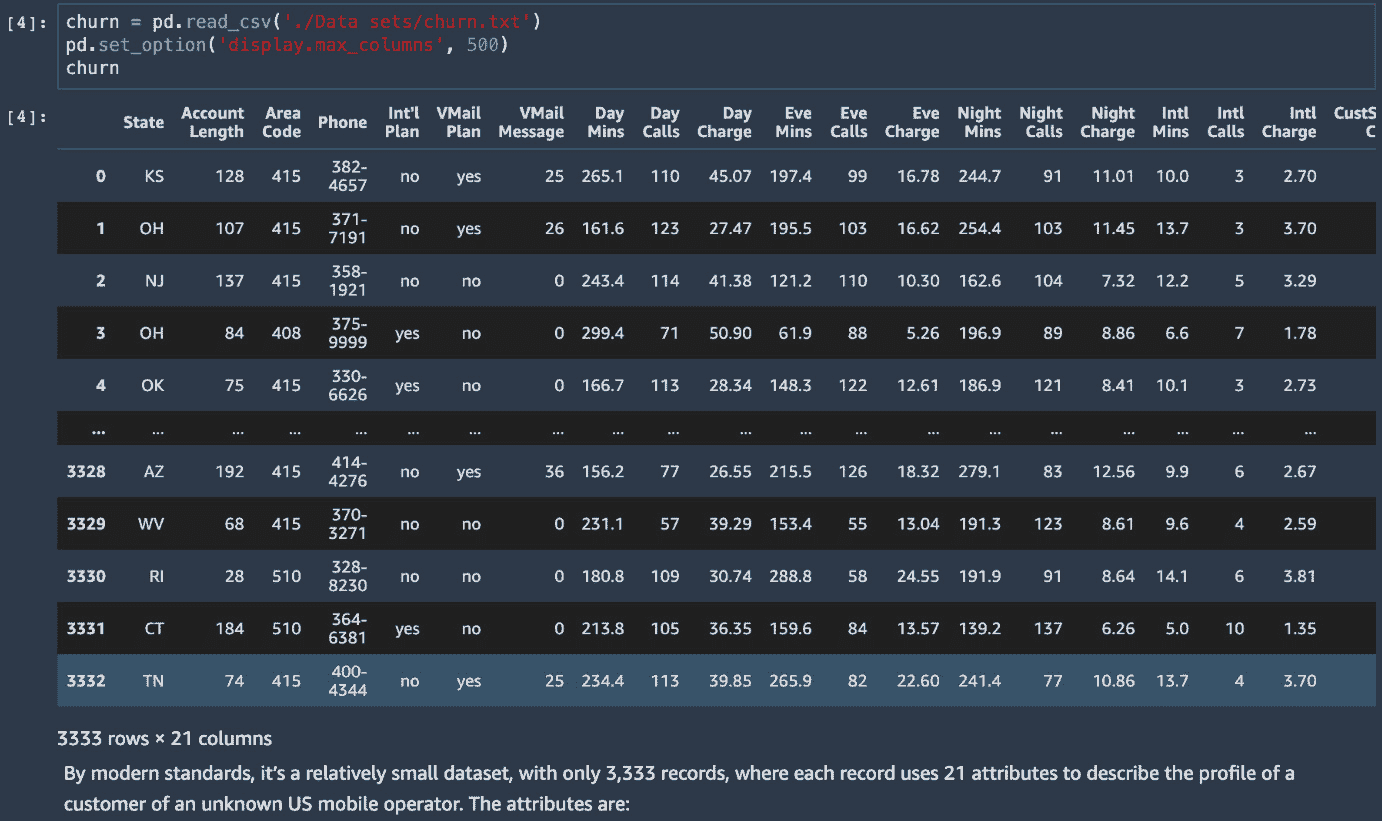 [4]: churn = pd.read_csv('./Data sets/churn.txt')
pd.set_option('display.max_columns', 500)
churn
[4]:
State Account Length Area Code Phone Int'l Plan VMail Plan VMail Message Day Mins Day Calls Day Charge Eve Mins Eve Calls Eve Charge Night Mins Night Calls Night Charge Intl Mins Intl Calls Intl Charge CustS C
0 KS 128 415 382-4657 no yes 25 265.1 110 45.07 197.4 99 16.78 244.7 91 11.01 10.0 3 2.70
1 OH 107 415 371-7191 no yes 26 161.6 123 27.47 195.5 103 16.62 254.4 103 11.45 13.7 3 3.70
2 NJ 137 415 358-1921 no no 0 243.4 114 41.38 121.2 110 10.30 162.6 104 7.32 12.2 5 3.29
3 OH 84 408 375-9999 yes no 0 299.4 71 50.90 61.9 88 5.26 196.9 89 8.86 6.6 7 1.78
4 OK 75 415 330-6626 yes no 0 166.7 113 28.34 148.3 122 12.61 186.9 121 8.41 10.1 3 2.73
... ... ... ... ... ... ... ... ... ... ... ... ... ... ... ... ... ... ... ...
3328 AZ 192 415 414-4276 no yes 36 156.2 77 26.55 215.5 126 18.32 279.1 83 12.56 9.9 6 2.67
3329 WV 68 415 370-3271 no no 0 231.1 57 39.29 153.4 55 13.04 191.3 123 8.61 9.6 4 2.59
3330 RI 28 510 328-8230 no no 0 180.8 109 30.74 288.8 58 24.55 191.9 91 8.64 14.1 6 3.81
3331 CT 184 510 364-6381 yes no 0 213.8 105 36.35 159.6 84 13.57 139.2 137 6.26 5.0 10 1.35
3332 TN 74 415 400-4344 no yes 25 234.4 113 39.85 265.9 82 22.60 241.4 77 10.86 13.7 4 3.70
3333 rows × 21 columns
By modern standards, it's a relatively small dataset, with only 3,333 records, where each record uses 21 attributes to describe the profile of a
customer of an unknown US mobile operator. The attributes are: